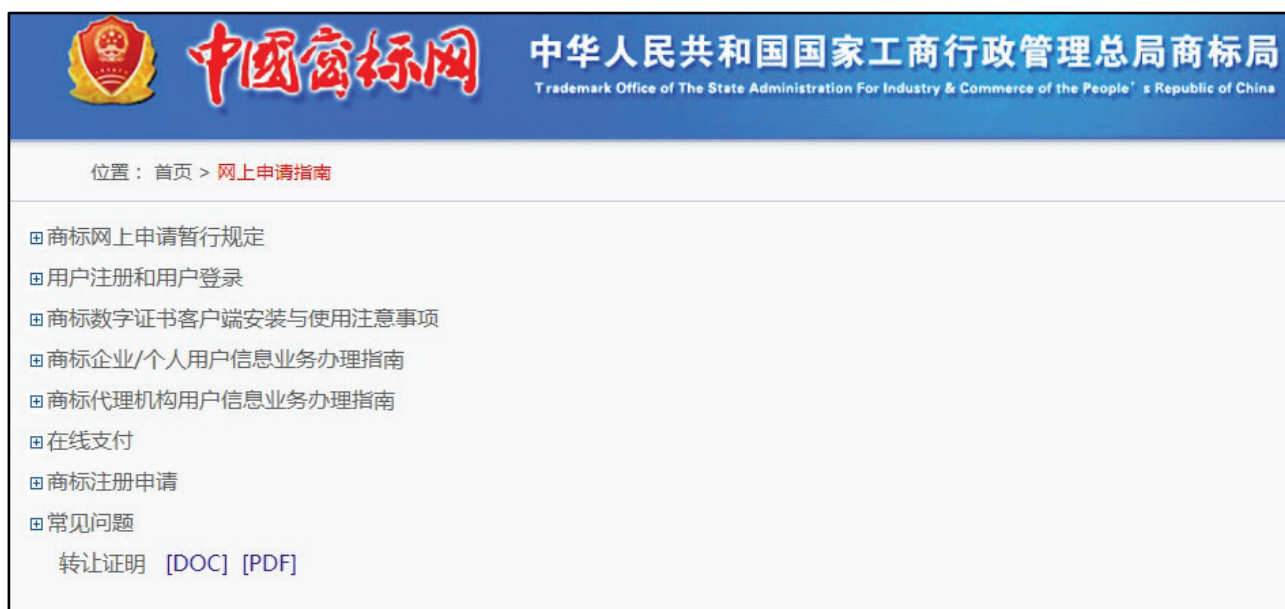 中國商标网
中华人民共和国国家工商行政管理总局商标局
Trademark Office of The State Administration For Industry & Commerce of the People's Republic of China
位置： 首页 > 网上申请指南
商标网上申请暂行规定
用户注册和用户登录
商标数字证书客户端安装与使用注意事项
商标企业/个人用户信息业务办理指南
商标代理机构用户信息业务办理指南
在线支付
商标注册申请
常见问题
转让证明 [DOC] [PDF]